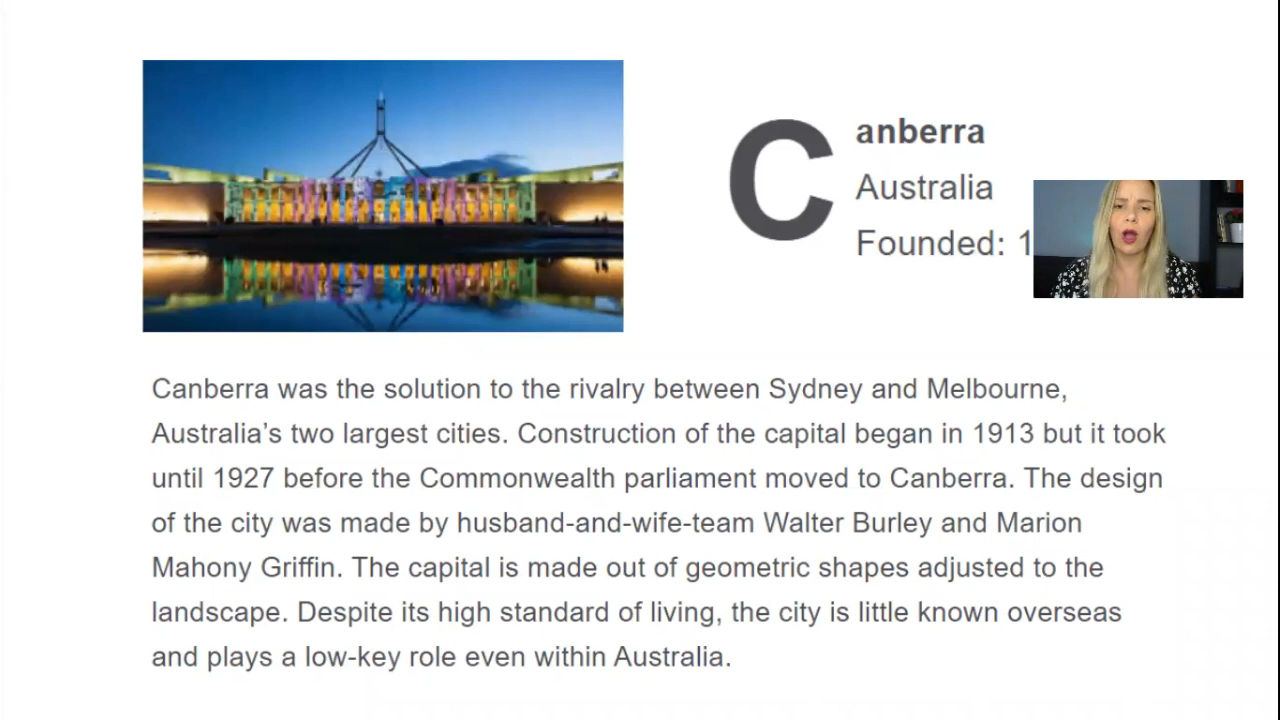 Canberra
Australia
Founded: 1
Canberra was the solution to the rivalry between Sydney and Melbourne,
Australia’s two largest cities. Construction of the capital began in 1913 but it took
until 1927 before the Commonwealth parliament moved to Canberra. The design
of the city was made by husband-and-wife-team Walter Burley and Marion
Mahony Griffin. The capital is made out of geometric shapes adjusted to the
landscape. Despite its high standard of living, the city is little known overseas
and plays a low-key role even within Australia.